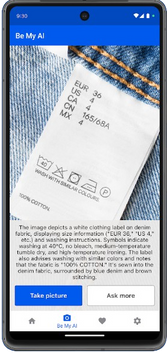 9:30
Be My AI
EUR 36
US 4
CA 4
CN 165/68A
MX 4
WASH WITH SIMILAR COLOURS
100% COTTON
The image depicts a white clothing label on denim
fabric, displaying size information ("EUR 36," "US 4,"
etc.) and washing instructions. Symbols indicate
washing at 40°C, no bleach, medium-temperature
tumble dry, and high-temperature ironing. The label
also advises washing with similar colors and notes
that the fabric is "100% COTTON." It's sewn into the
denim fabric, surrounded by blue denim and brown
stitching.
Take picture
Ask more
Be My AI